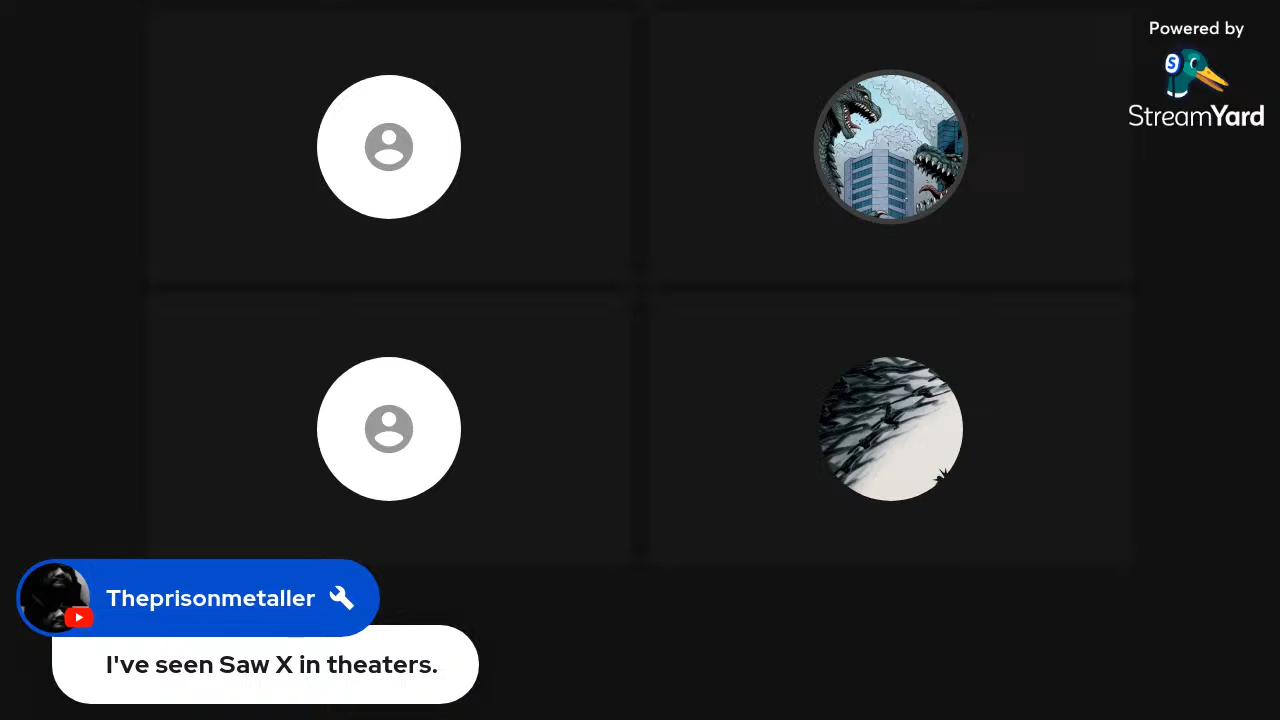 Powered by
StreamYard
Theprisonmetaller
I've seen Saw X in theaters.